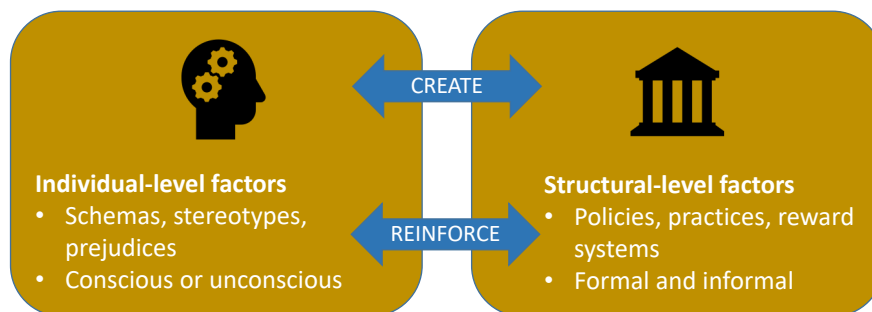 CREATE
Individual-level factors
• Schemas, stereotypes,
prejudices
• Conscious or unconscious
REINFORCE
Structural-level factors
• Policies, practices, reward
systems
• Formal and informal